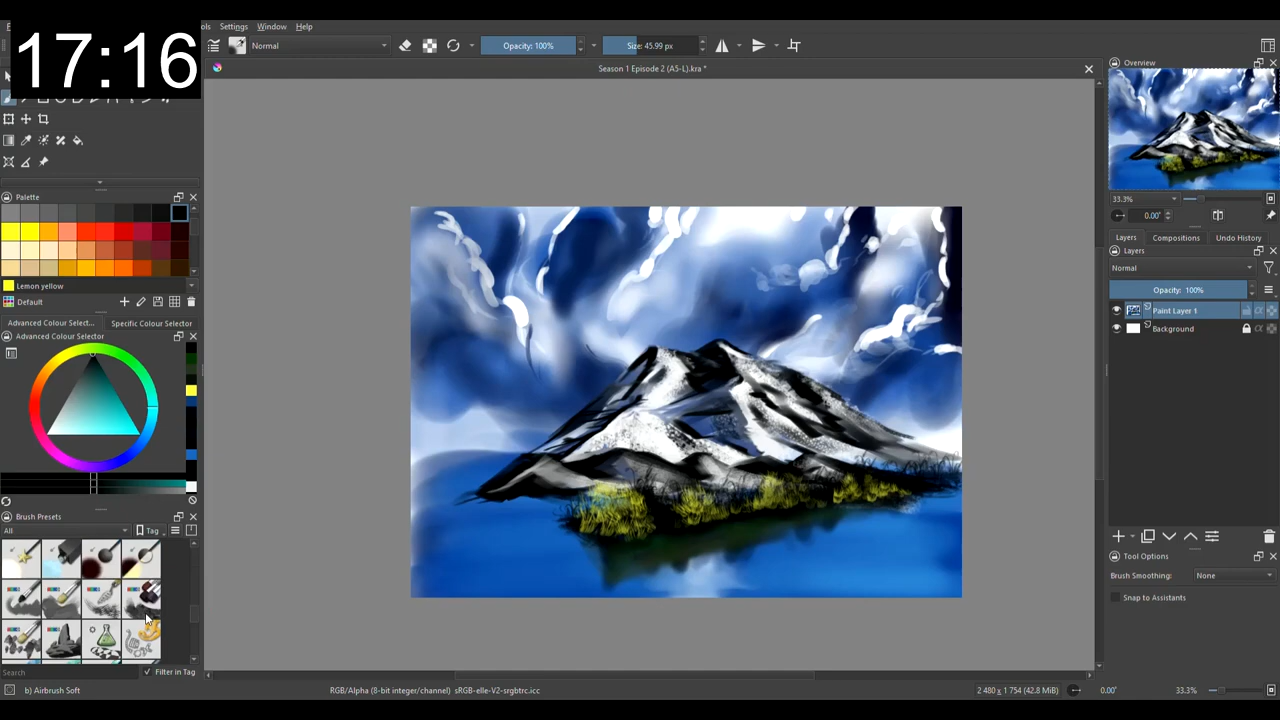 17:16
Settings Window Help
Normal
Opacity: 100%
Size: 45.99 px
Season 1 Episode 2 (A5-L).kra *
Overview
33.3%
0.00°
Palette
Lemon yellow
Default
Advanced Colour Select...
Specific Colour Selector
Advanced Colour Selector
Brush Presets
All
Tag
Search
Filter in Tag
b) Airbrush Soft
RGB/Alpha (8-bit integer/channel) sRGB-elle-V2-srgbtrc.icc
2 480 x 1 754 (42.8 MiB)
0.00°
33.3%
Layers
Compositions
Undo History
Layers
Normal
Opacity: 100%
Paint Layer 1
Background
Tool Options
Brush Smoothing:
None
Snap to Assistants